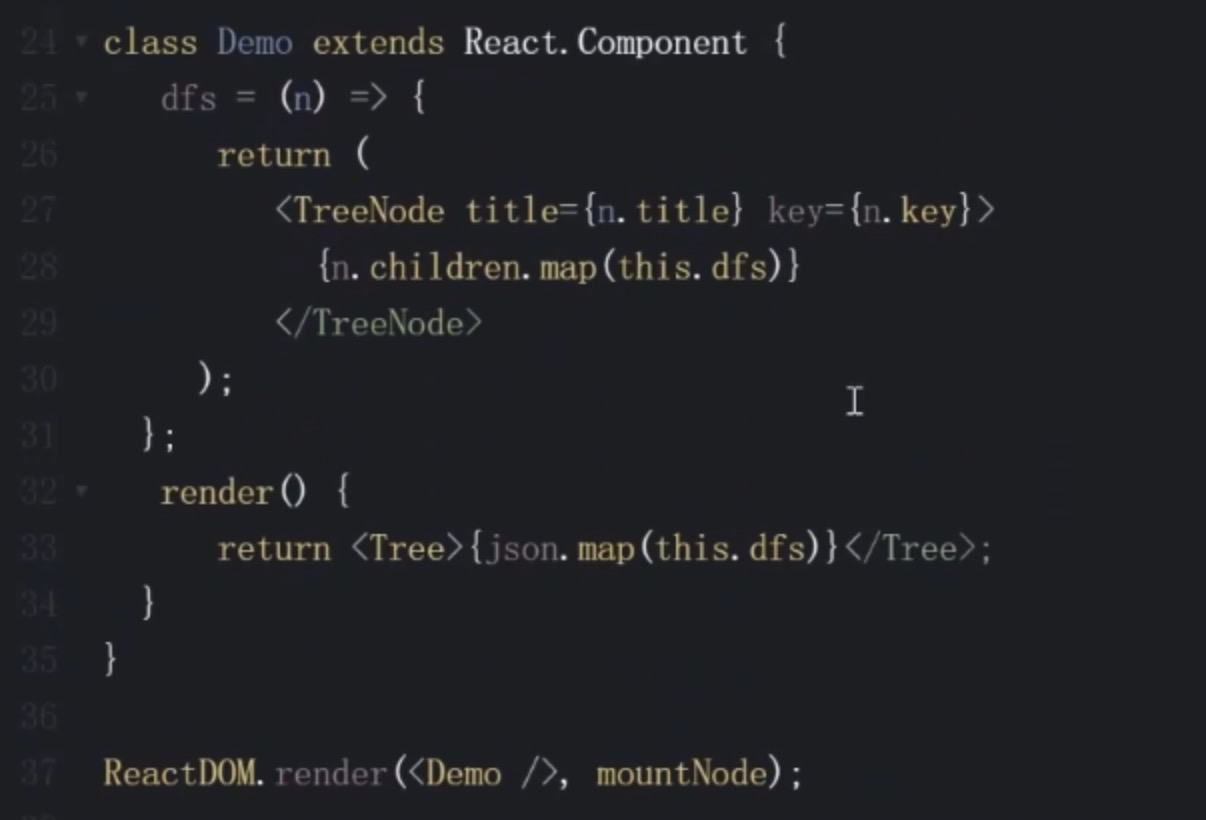 24 class Demo extends React.Component {
25 dfs = (n) => {
26 return (
27 <TreeNode title={n.title} key={n.key}>
28 {n.children.map(this.dfs)}
29 </TreeNode>
30 );
31 };
32 render() {
33 return <Tree>{json.map(this.dfs)}</Tree>;
34 }
35 }
36
37 ReactDOM.render(<Demo />, mountNode);